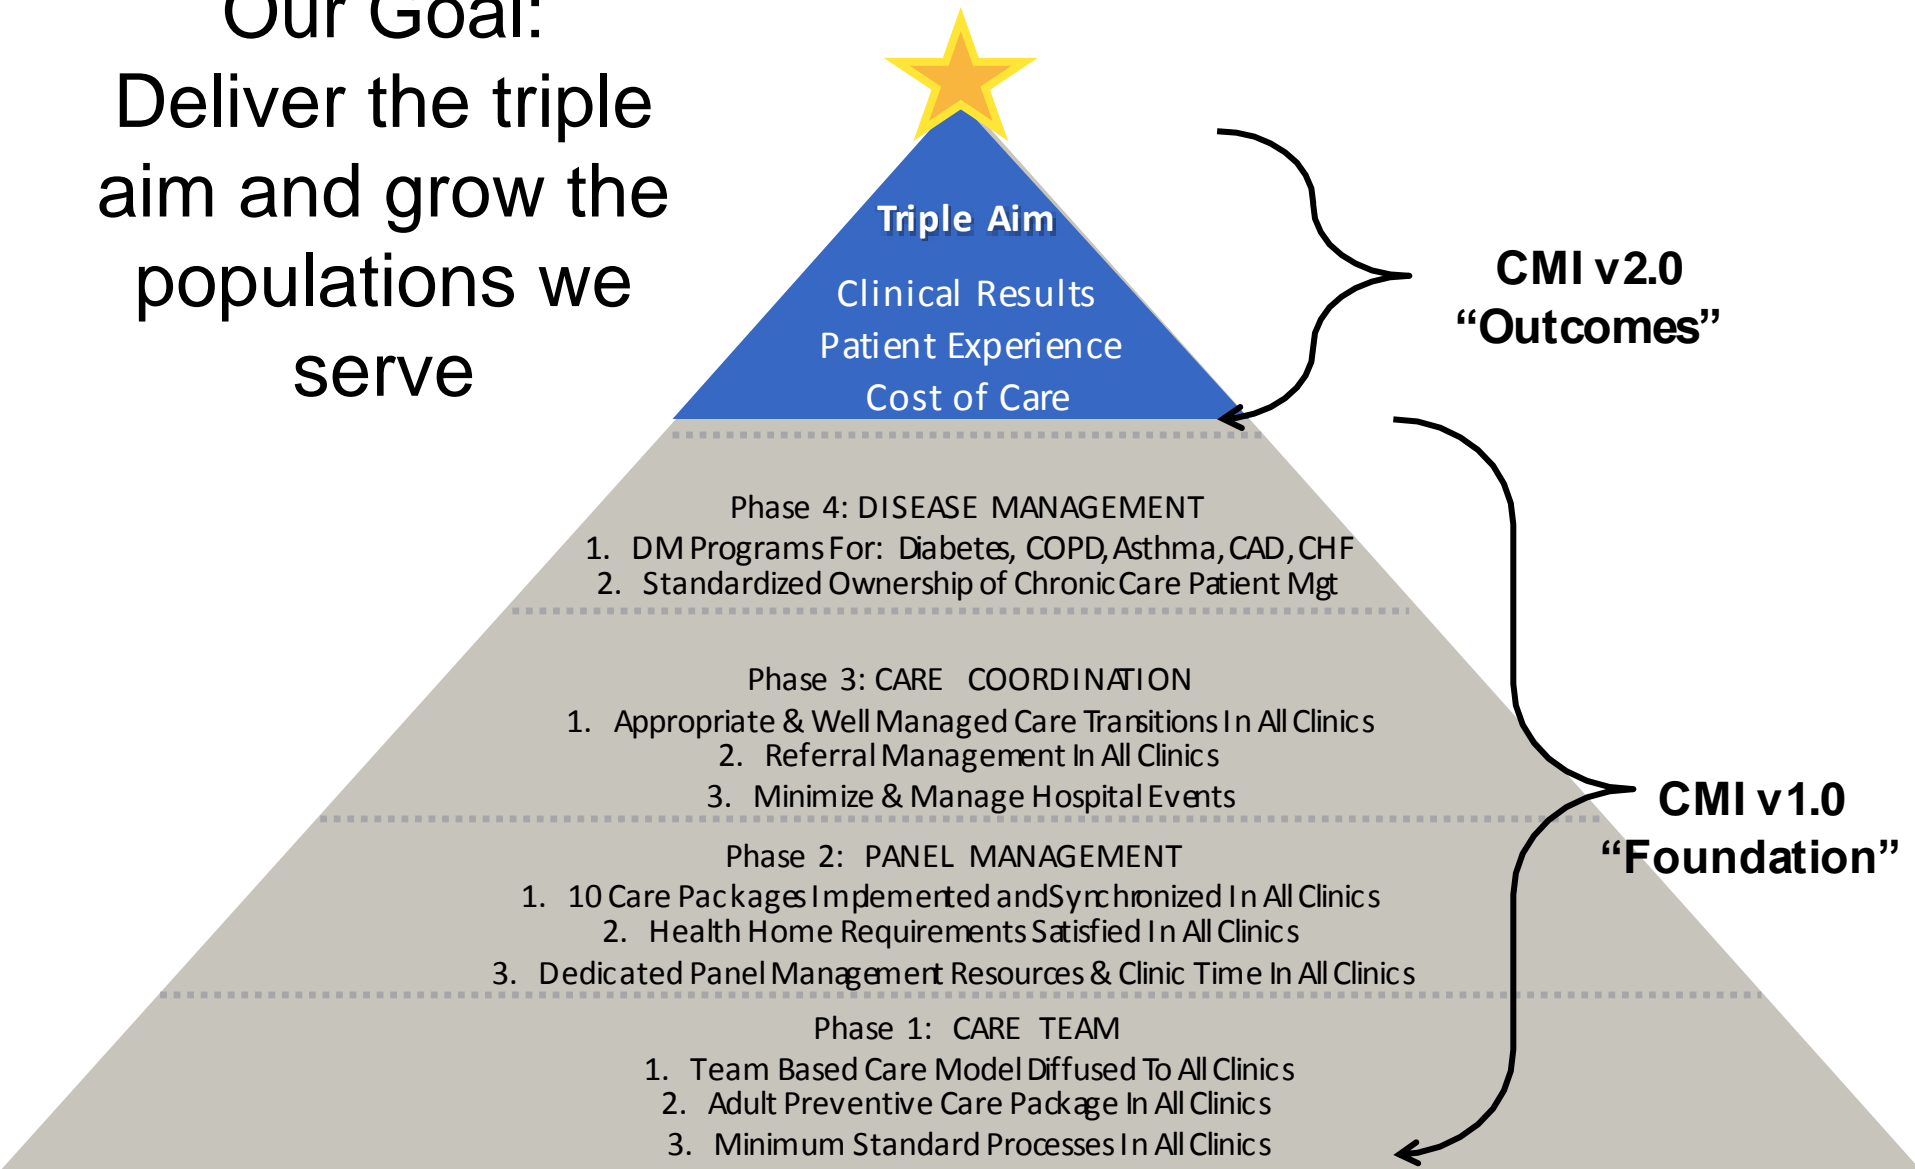 Our Goal:
Deliver the triple
aim and grow the
populations we
serve
Triple Aim
Clinical Results
Patient Experience
Cost of Care
CMI v2.0
“Outcomes”
Phase 4: DISEASE MANAGEMENT
1. DM Programs For: Diabetes, COPD, Asthma, CAD, CHF
2. Standardized Ownership of Chronic Care Patient Mgt
Phase 3: CARE COORDINATION
1. Appropriate & Well Managed Care Transitions In All Clinics
2. Referral Management In All Clinics
3. Minimize & Manage Hospital Events
CMI v1.0
“Foundation”
Phase 2: PANEL MANAGEMENT
1. 10 Care Packages Implemented and Synchronized In All Clinics
2. Health Home Requirements Satisfied In All Clinics
3. Dedicated Panel Management Resources & Clinic Time In All Clinics
Phase 1: CARE TEAM
1. Team Based Care Model Diffused To All Clinics
2. Adult Preventive Care Package In All Clinics
3. Minimum Standard Processes In All Clinics